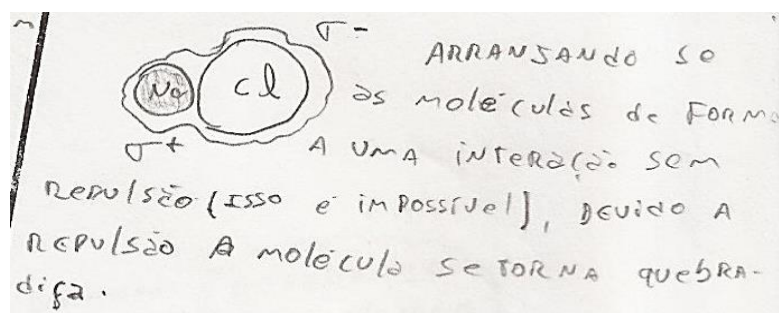 σ-
Na Cl
σ+
ARRANJANdO SE
as moléculas de FORMA
A UMA interação sem
Repulsão (ISSO é impossível), DEVIDO A
REPUlSão A molécula SE TORNA quebRA-
diça.